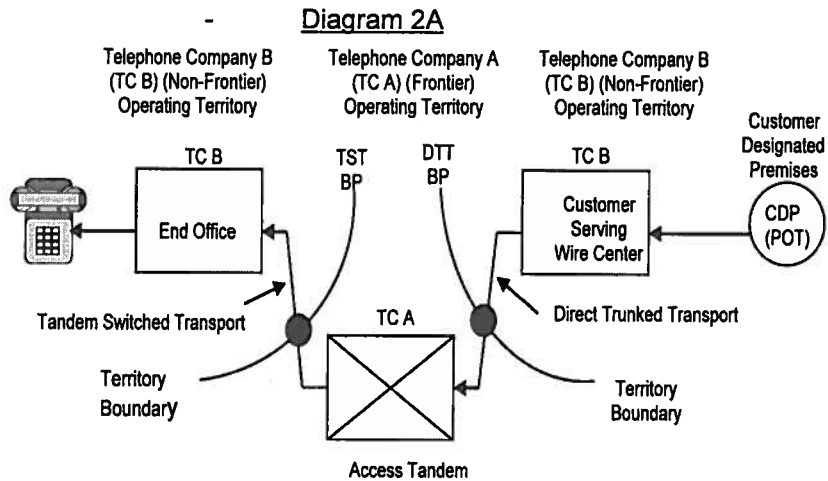 - Diagram 2A
Telephone Company B
(TC B) (Non-Frontier)
Operating Territory
Telephone Company A
(TC A) (Frontier)
Operating Territory
Telephone Company B
(TC B) (Non-Frontier)
Operating Territory
Customer
Designated
Premises
TC B
TST
BP
DTT
BP
TC B
End Office
Customer
Serving
Wire Center
CDP
(POT)
Tandem Switched Transport
TC A
Direct Trunked Transport
Territory
Boundary
Territory
Boundary
Access Tandem